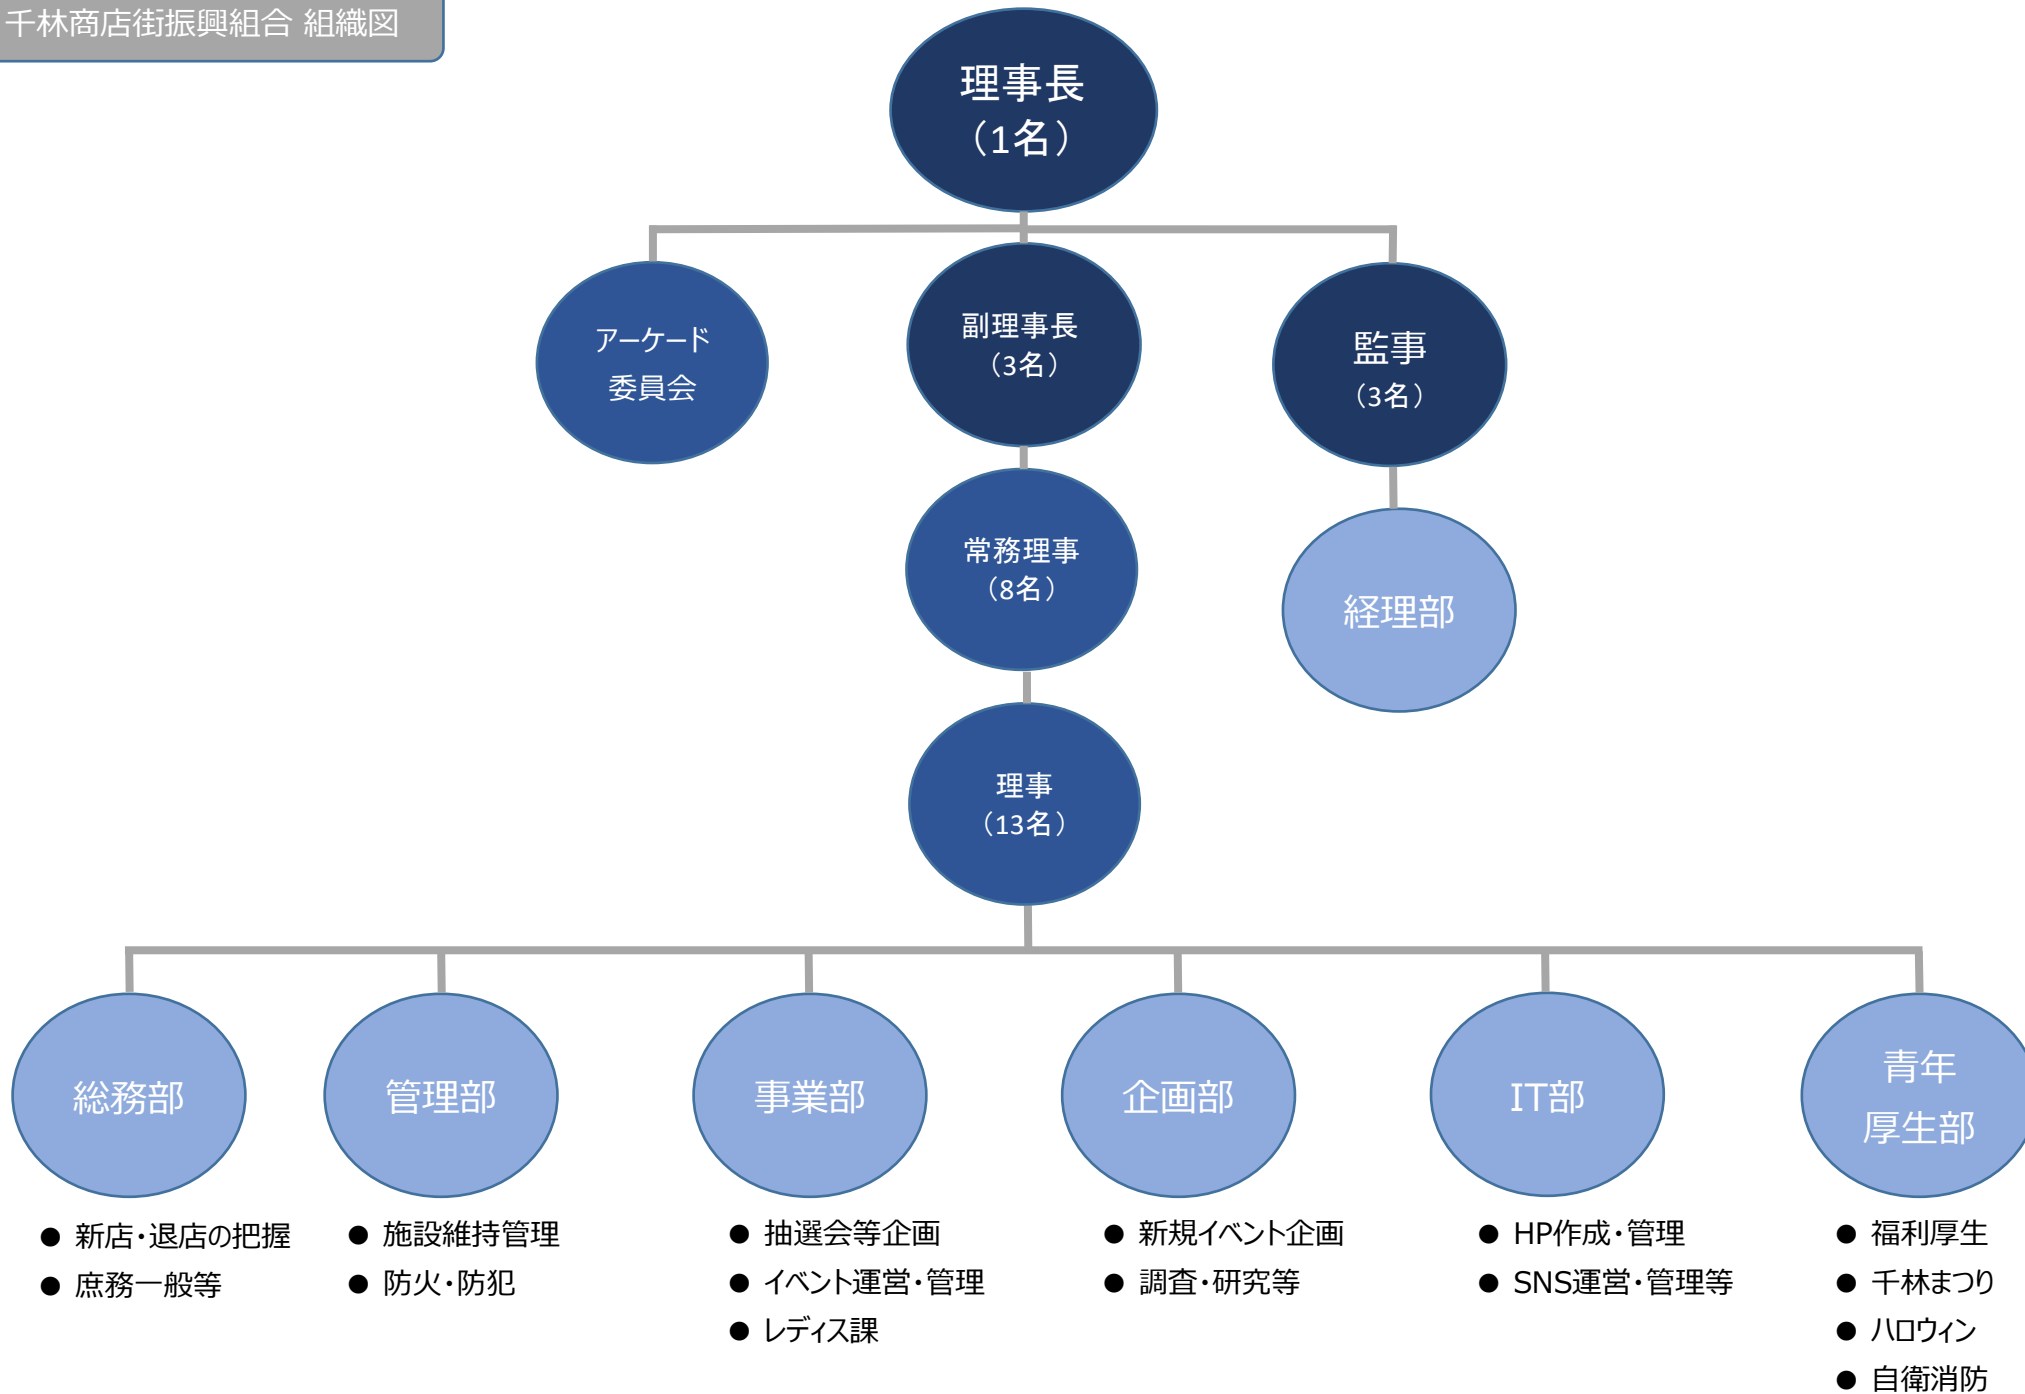 千林商店街振興組合 組織図
理事長
（1名）
アーケード
委員会
副理事長
（3名）
監事
（3名）
常務理事
（8名）
経理部
理事
（13名）
総務部
管理部
事業部
企画部
IT部
青年
厚生部
● 新店・退店の把握
● 庶務一般等
● 施設維持管理
● 防火・防犯
● 抽選会等企画
● イベント運営・管理
● レディス課
● 新規イベント企画
● 調査・研究等
● HP作成・管理
● SNS運営・管理等
● 福利厚生
● 千林まつり
● ハロウィン
● 自衛消防